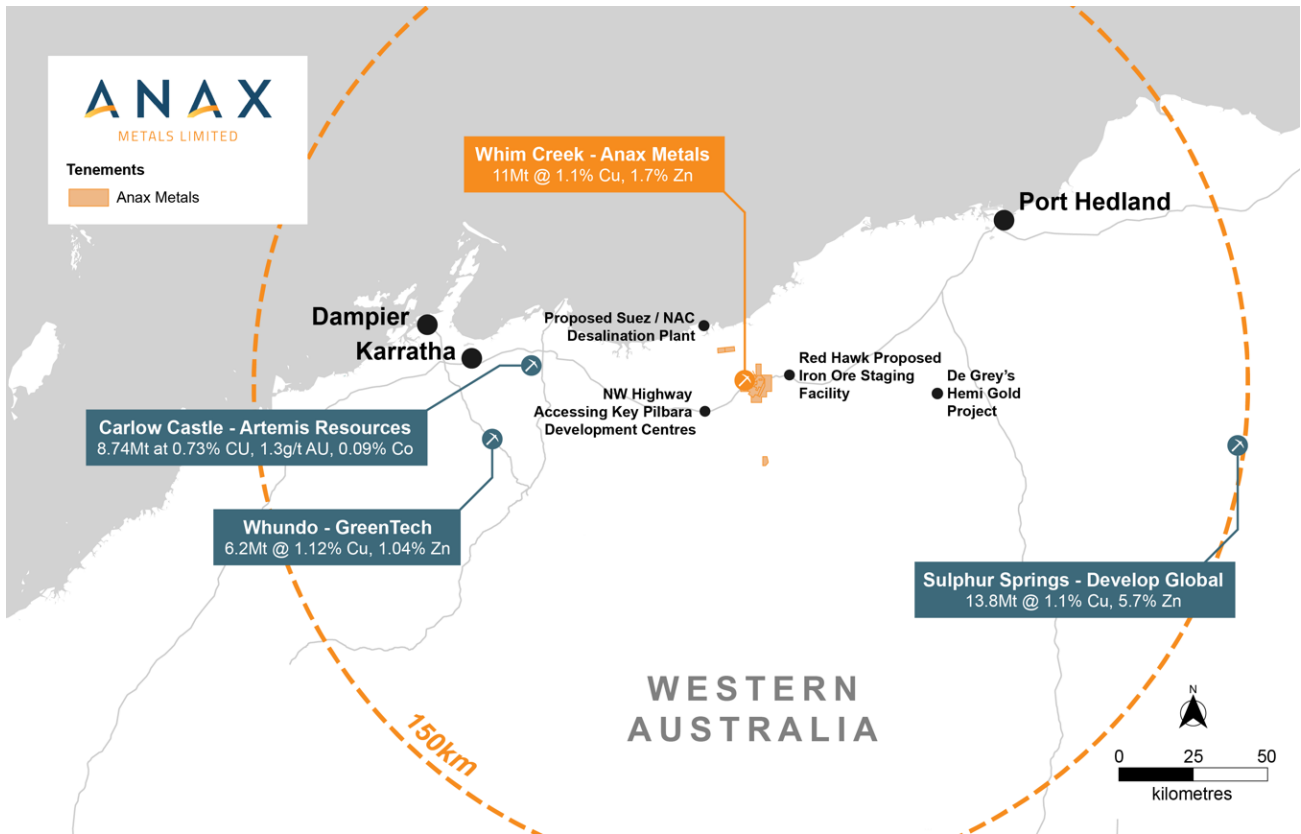 ANAX
METALS LIMITED
Tenements
Anax Metals
Whim Creek - Anax Metals
11Mt @ 1.1% Cu, 1.7% Zn
Port Hedland
Dampier
Karratha
Proposed Suez / NAC
Desalination Plant
Red Hawk Proposed
Iron Ore Staging
Facility
De Grey's
Hemi Gold
Project
NW Highway
Accessing Key Pilbara
Development Centres
Carlow Castle - Artemis Resources
8.74Mt at 0.73% CU, 1.3g/t AU, 0.09% Co
Whundo - GreenTech
6.2Mt @ 1.12% Cu, 1.04% Zn
Sulphur Springs - Develop Global
13.8Mt @ 1.1% Cu, 5.7% Zn
WESTERN
AUSTRALIA
150km
N
0 25 50
kilometres